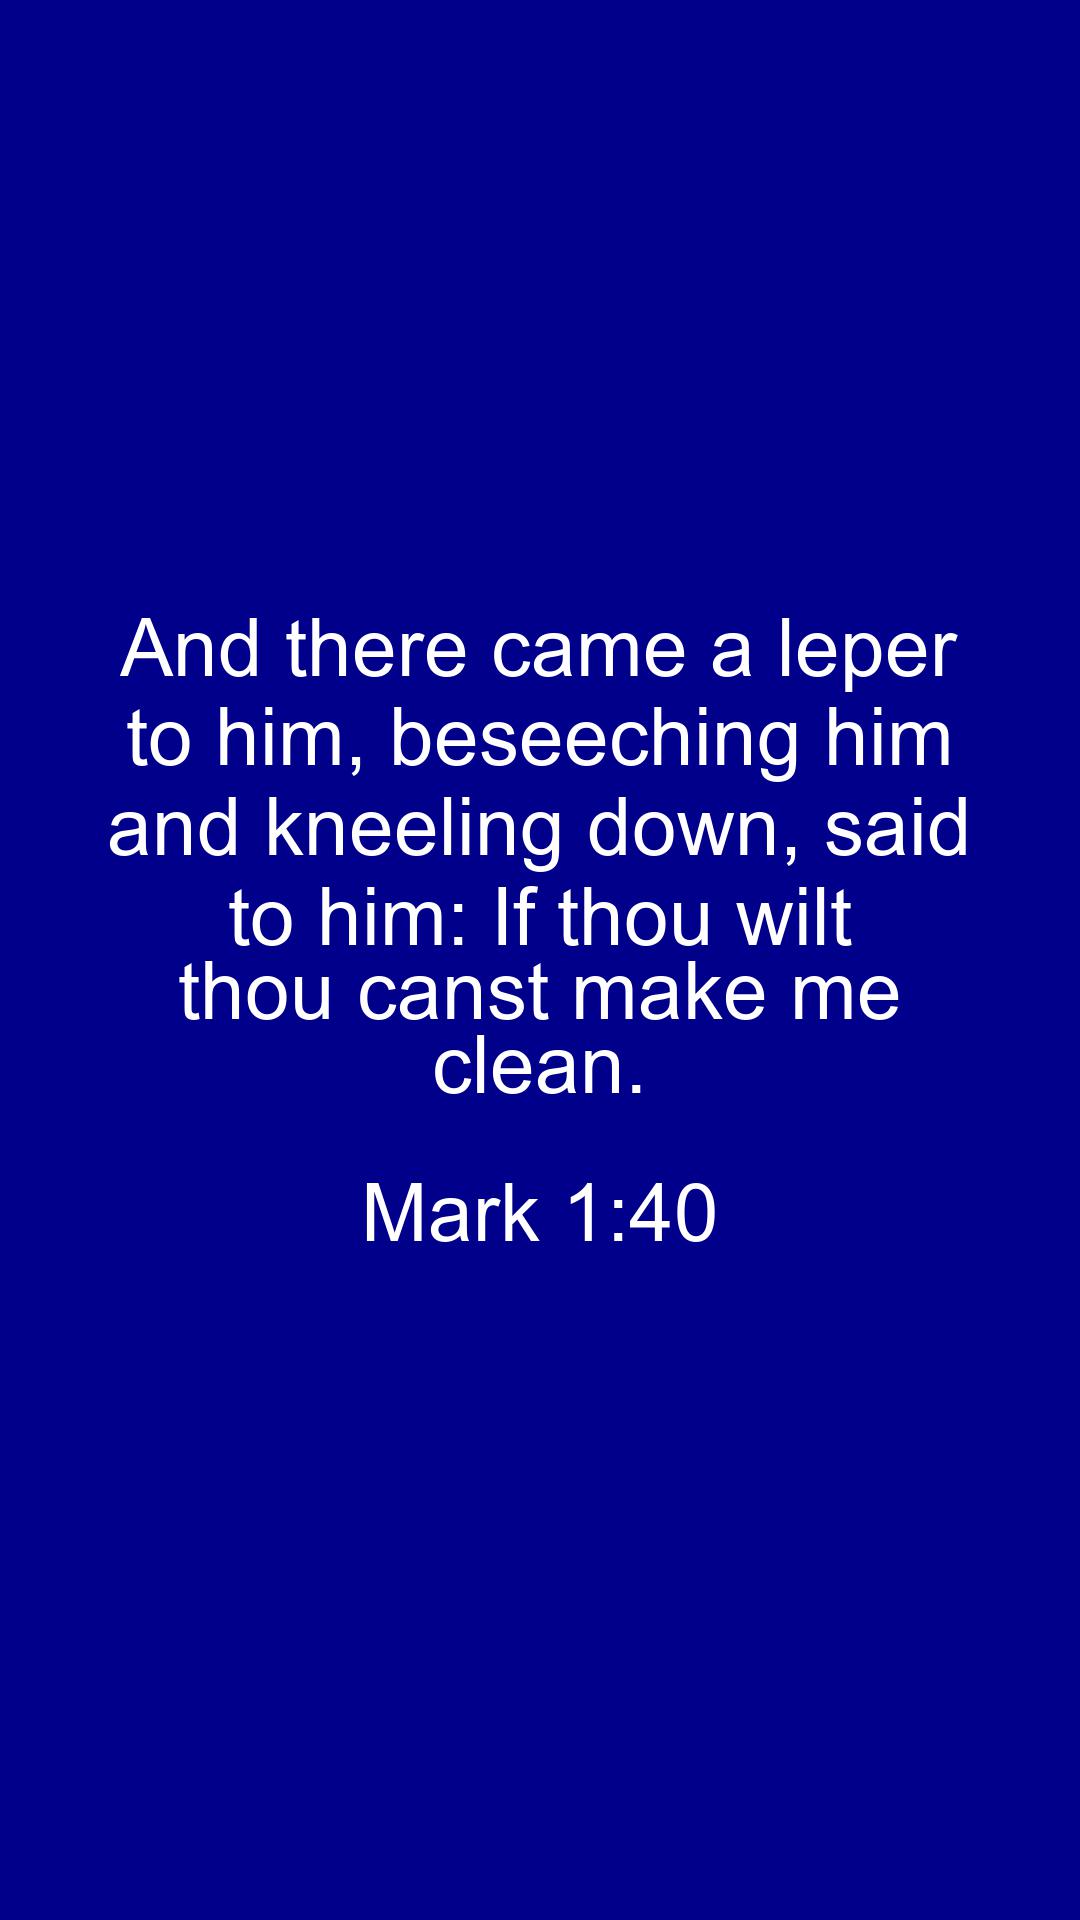 And there came a leper
to him, beseeching him
and kneeling down, said
to him: If thou wilt
thou canst make me
clean.
Mark 1:40